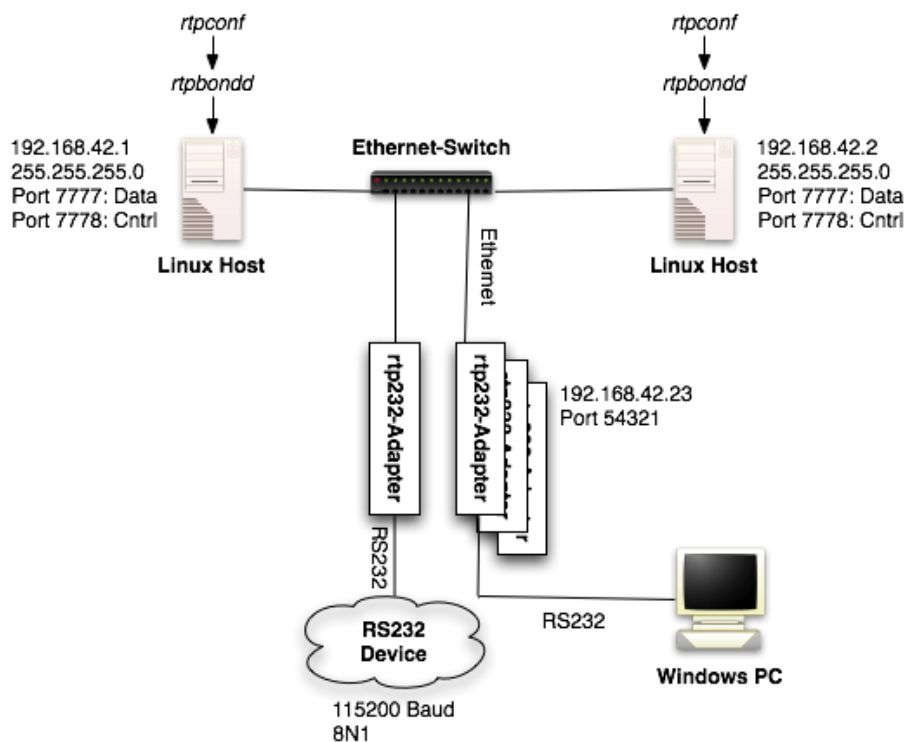 rtpconf
rtpconf
rtpbondd
rtpbondd
192.168.42.1
255.255.255.0
Port 7777: Data
Port 7778: Cntrl
Linux Host
Ethernet-Switch
192.168.42.2
255.255.255.0
Port 7777: Data
Port 7778: Cntrl
Linux Host
Ethernet
rtp232-Adapter
rtp232-Adapter
192.168.42.23
Port 54321
RS232
RS232
Device
115200 Baud
8N1
RS232
Windows PC